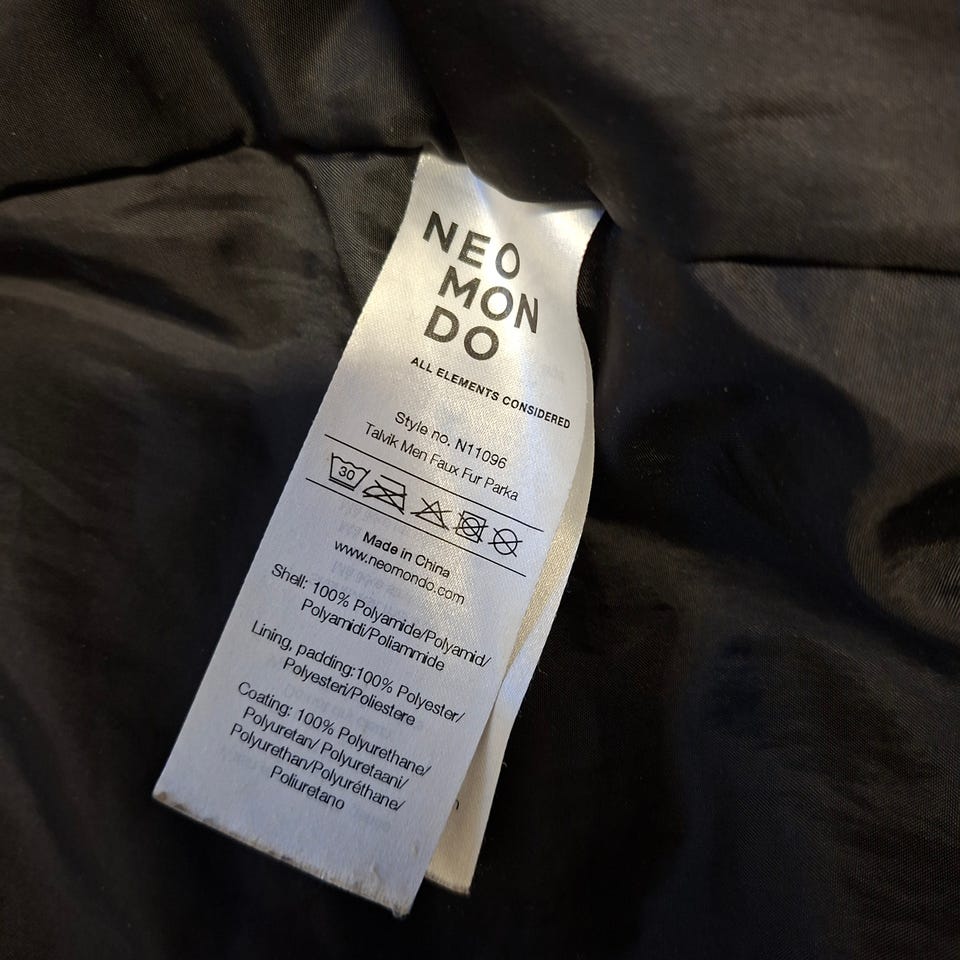 NEO
MON
DO
ALL ELEMENTS CONSIDERED
Style no. N11096
Talvik Men Faux Fur Parka
30
Made in China
www.neomondo.com
Shell: 100% Polyamide/Polyamid/
Polyamidi/Poliammide
Lining, padding:100% Polyester/
Polyesteri/Poliestere
Coating: 100% Polyurethane/
Polyuretan/ Polyuretaani/
Polyurethan/Polyuréthane/
Poliuretano